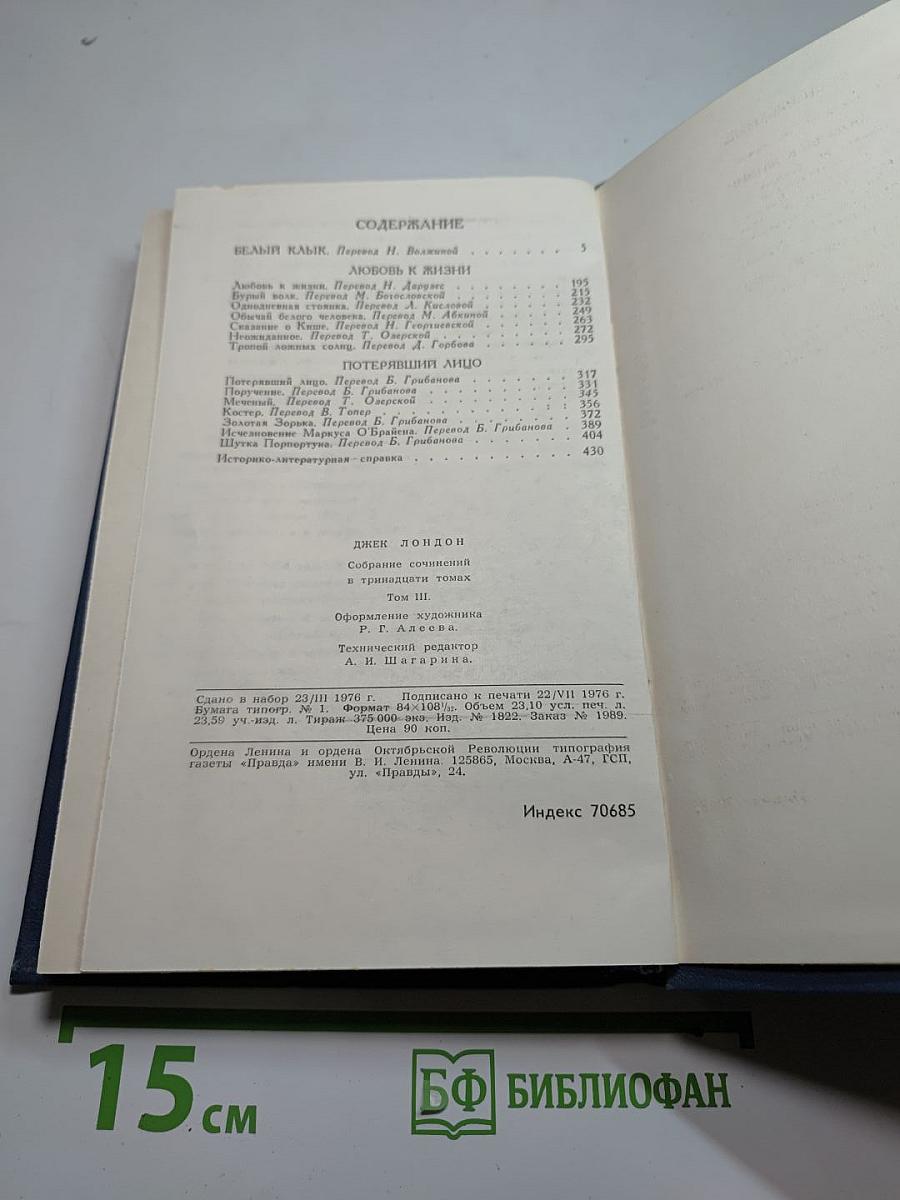 СОДЕРЖАНИЕ
БЕЛЫЙ КЛЫК. Перевод Н. Волжиной . . . . . . . 5
ЛЮБОВЬ К ЖИЗНИ
Любовь к жизни. Перевод Н. Дарузес . . . . . . . 195
Бурый волк. Перевод М. Богословской . . . . . . . 215
Однодневная стоянка. Перевод Л. Кисловой . . . . . 232
Обычай белого человека. Перевод М. Абкиной . . . . . 249
Сказание о Кише. Перевод Н. Георгиевской . . . . . 263
Неожиданное. Перевод Т. Озерской . . . . . . . 272
Тропой ложных солнц. Перевод Д. Горбова . . . . . 295
ПОТЕРЯВШИЙ ЛИЦО
Потерявший лицо. Перевод Б. Грибанова . . . . . . 317
Поручение. Перевод Б. Грибанова . . . . . . . . 331
Меченый. Перевод Т. Озерской . . . . . . . . 345
Костер. Перевод В. Топер . . . . . . . . . 356
Золотая Зорька. Перевод Б. Грибанова . . . . . . 372
Исчезновение Маркуса О'Брайена. Перевод Б. Грибанова . 389
Шутка Порпортука. Перевод Б. Грибанова . . . . . 404
Историко-литературная справка . . . . . . . . . 430
ДЖЕК ЛОНДОН
Собрание сочинений
в тринадцати томах
Том III.
Оформление художника
Р. Г. Алеева.
Технический редактор
А. И. Шагарина.
Сдано в набор 23/III 1976 г. Подписано к печати 22/VII 1976 г.
Бумага типогр. № 1. Формат 84×108¹/₃₂. Объем 23,10 усл. печ. л.
23,59 уч.-изд. л. Тираж 375 000 экз. Изд. № 1822. Заказ № 1989.
Цена 90 коп.
Ордена Ленина и ордена Октябрьской Революции типография
газеты «Правда» имени В. И. Ленина. 125865, Москва, А-47, ГСП,
ул. «Правды», 24.
Индекс 70685
15 см
БФ БИБЛИОФАН